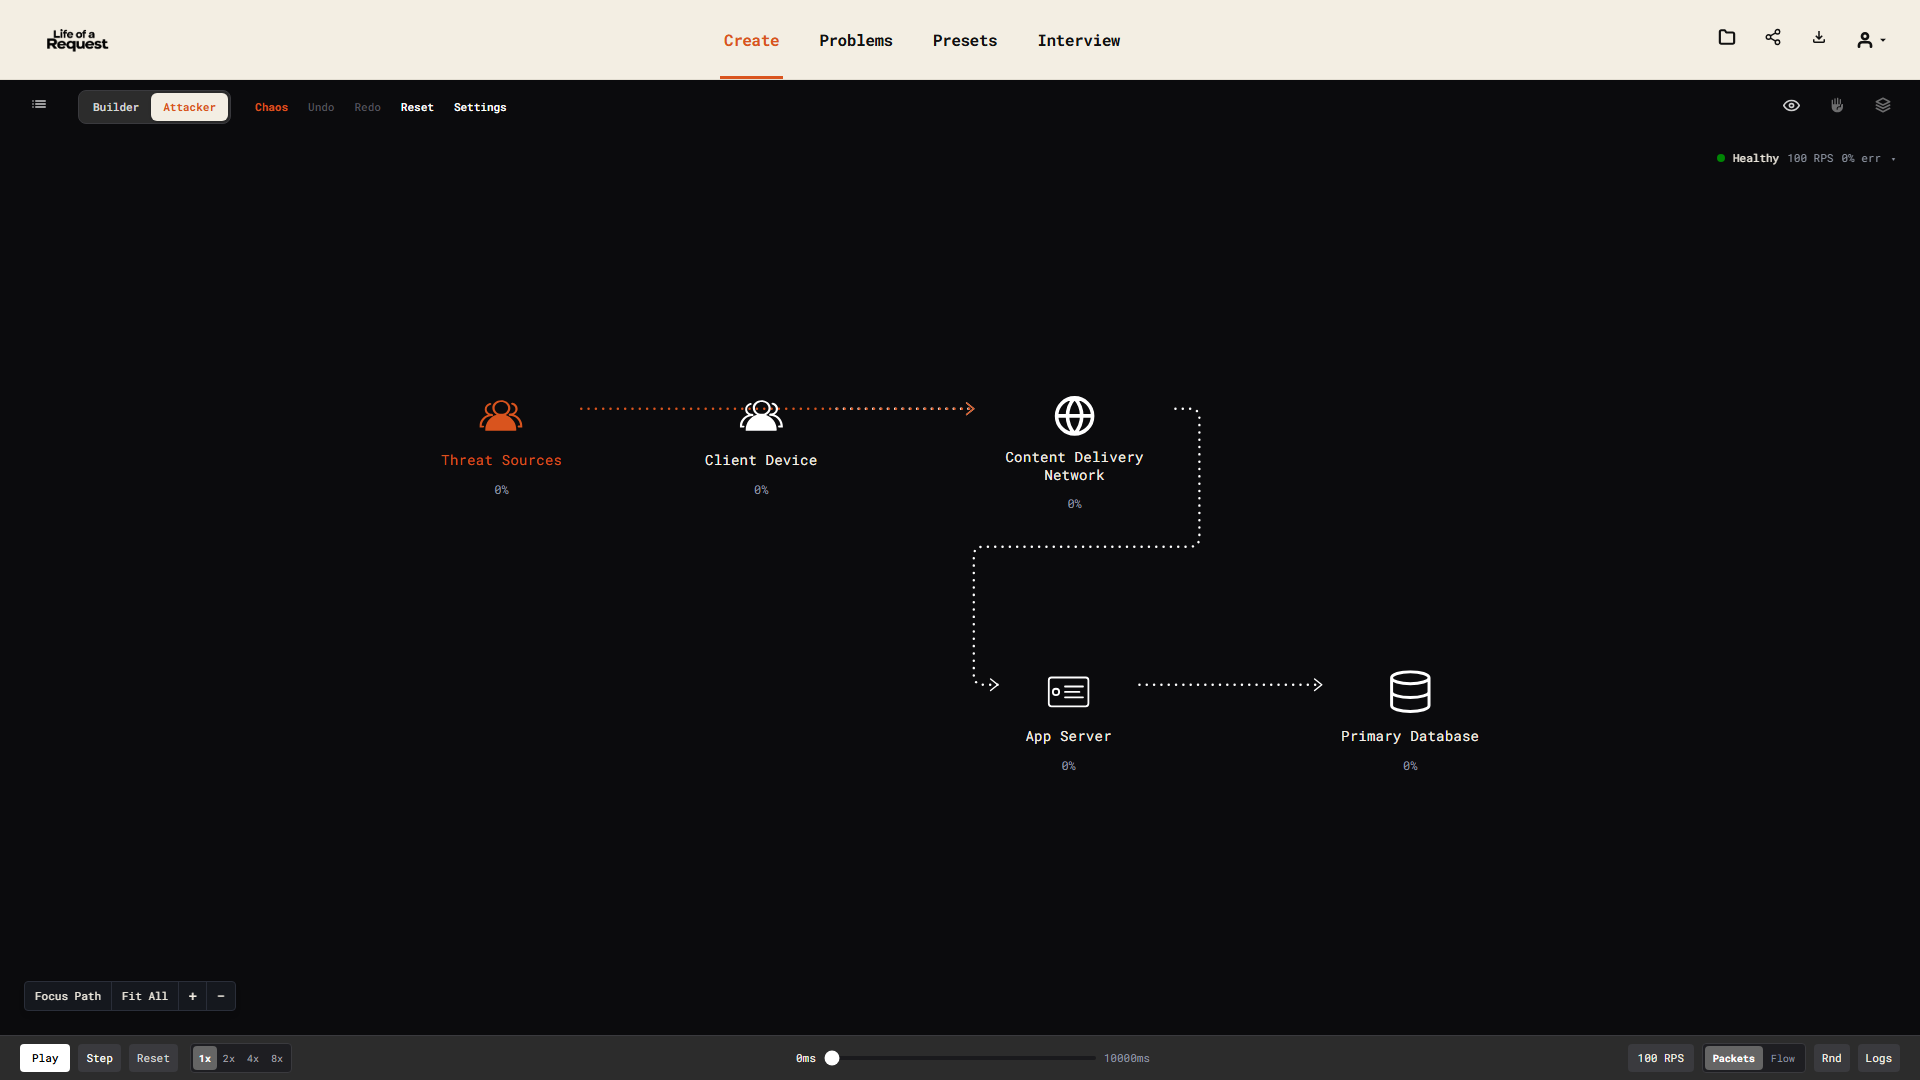 Life of a
Request
Create
Problems
Presets
Interview
Builder
Attacker
Chaos
Undo
Redo
Reset
Settings
Healthy 100 RPS 0% err
Threat Sources
0%
Client Device
0%
Content Delivery
Network
0%
App Server
0%
Primary Database
0%
Focus Path
Fit All
+
-
Play
Step
Reset
1x
2x
4x
8x
0ms
10000ms
100 RPS
Packets
Flow
Rnd
Logs